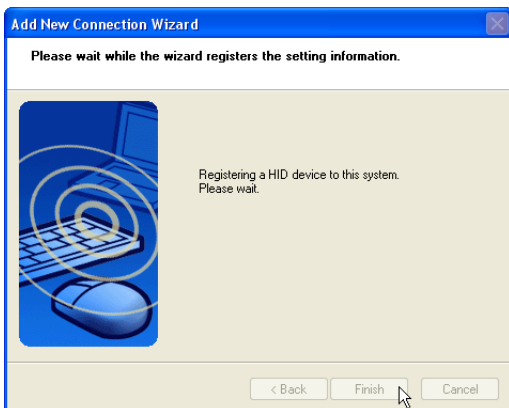 Add New Connection Wizard
Please wait while the wizard registers the setting information.
Registering a HID device to this system.
Please wait.
< Back
Finish
Cancel